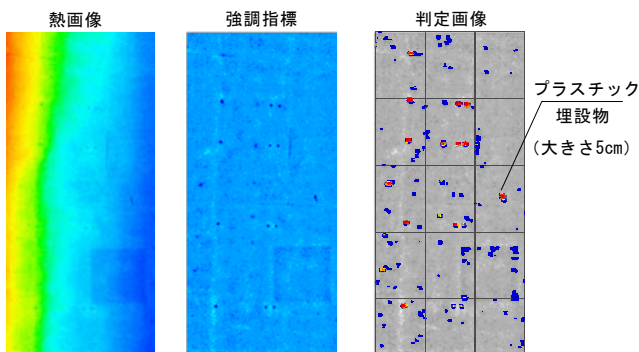 熱画像
強調指標
判定画像
プラスチック
埋設物
(大きさ5cm)